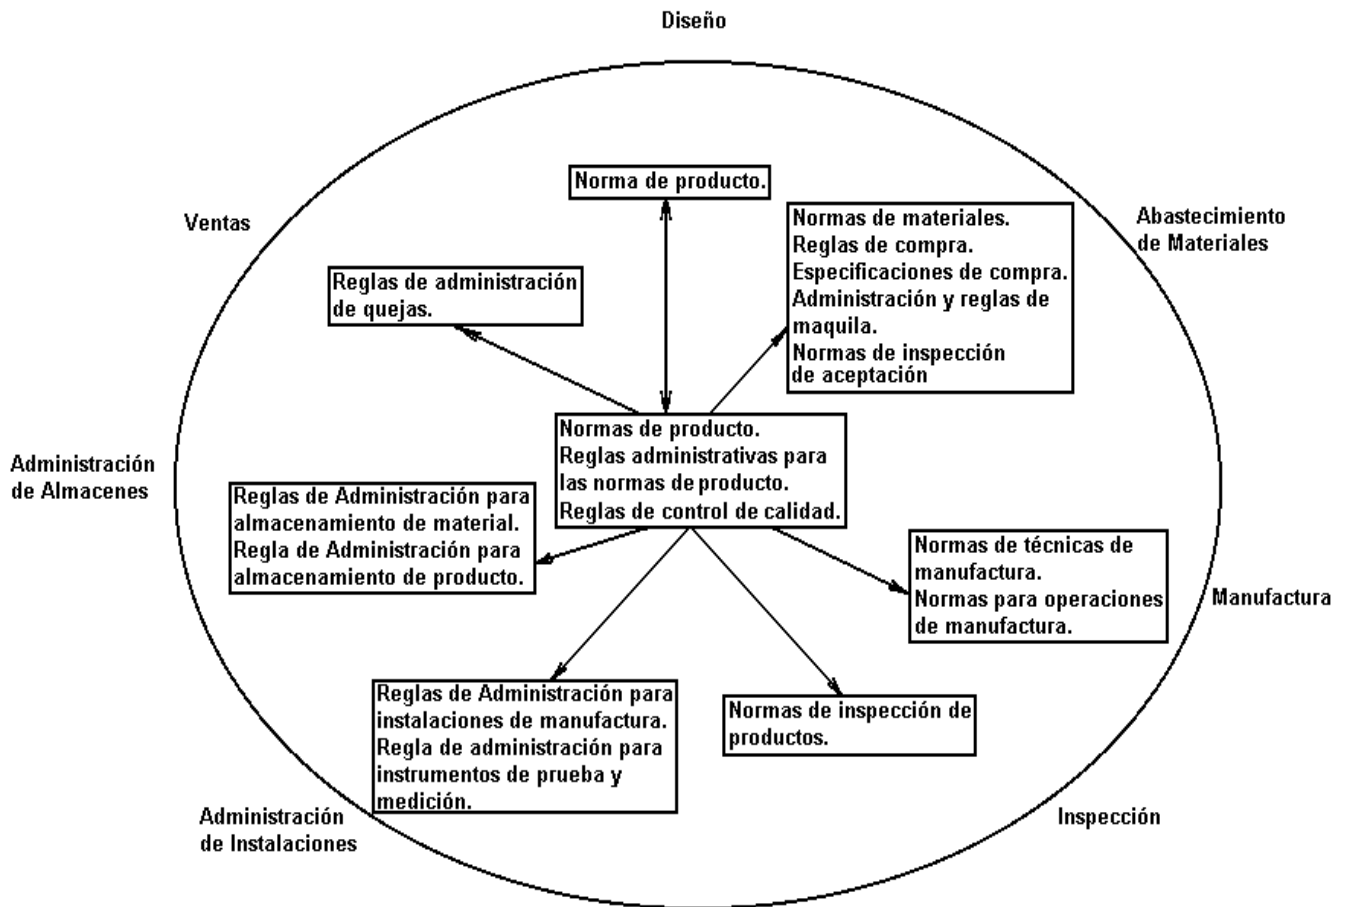 Diseño
Norma de producto.
Ventas
Normas de materiales.
Reglas de compra.
Especificaciones de compra.
Administración y reglas de
maquila.
Normas de inspección
de aceptación
Abastecimiento
de Materiales
Reglas de administración
de quejas.
Normas de producto.
Reglas administrativas para
las normas de producto.
Reglas de control de calidad.
Administración
de Almacenes
Reglas de Administración para
almacenamiento de material.
Regla de Administración para
almacenamiento de producto.
Normas de técnicas de
manufactura.
Normas para operaciones
de manufactura.
Manufactura
Reglas de Administración para
instalaciones de manufactura.
Regla de administración para
instrumentos de prueba y
medición.
Normas de inspección de
productos.
Administración
de Instalaciones
Inspección